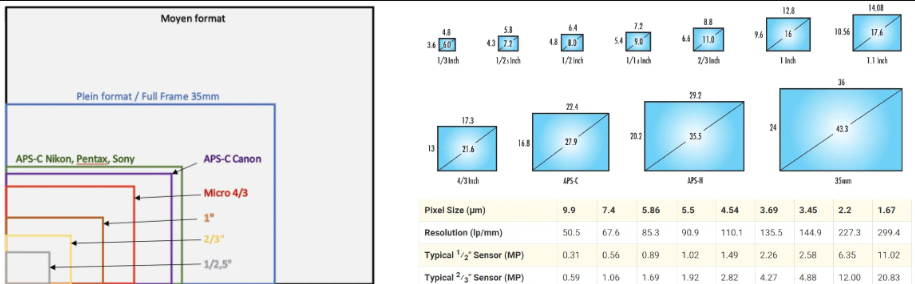 Moyen format
Plein format / Full Frame 35mm
APS-C Nikon, Pentax, Sony
APS-C Canon
Micro 4/3
1"
2/3"
1/2,5"
4.8
3.6
6.0
1/3 Inch
5.8
4.3
7.2
1/2.5 Inch
6.4
4.8
8.0
1/2 Inch
7.2
5.4
9.0
1/1.8 Inch
8.8
6.6
11.0
2/3 Inch
12.8
9.6
16
1 Inch
14.08
10.56
17.6
1.1 Inch
17.3
13
21.6
4/3 Inch
22.4
16.8
27.9
APS-C
29.2
20.2
35.5
APS-H
36
24
43.3
35mm
Pixel Size (µm) 9.9 7.4 5.86 5.5 4.54 3.69 3.45 2.2 1.67
Resolution (lp/mm) 50.5 67.6 85.3 90.9 110.1 135.5 144.9 227.3 299.4
Typical 1/2" Sensor (MP) 0.31 0.56 0.89 1.02 1.49 2.26 2.58 6.35 11.02
Typical 2/3" Sensor (MP) 0.59 1.06 1.69 1.92 2.82 4.27 4.88 12.00 20.83